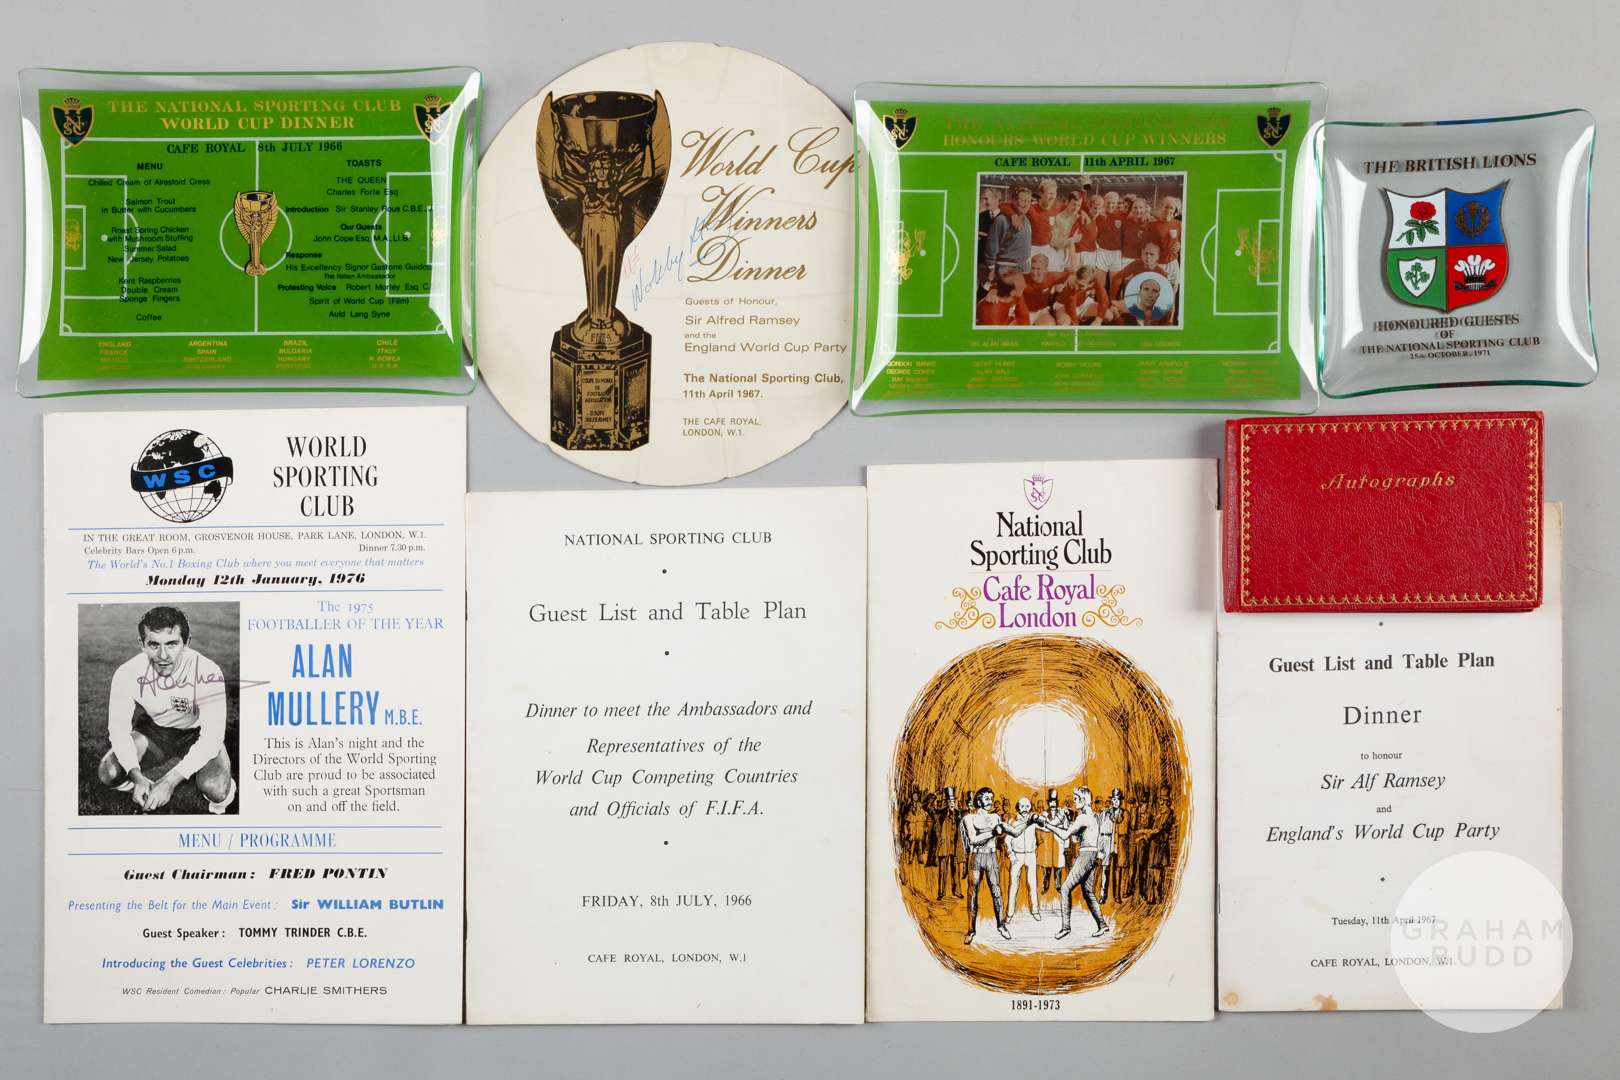 THE NATIONAL SPORTING CLUB
WORLD CUP DINNER
CAFE ROYAL 8th JULY 1966
MENU
Chilled Cream of Alresford Cress
Salmon Trout
in Butter with Cucumbers
Roast Spring Chicken
with Mushroom Stuffing
Summer Salad
New Jersey Potatoes
Kent Raspberries
Double Cream
Sponge Fingers
Coffee
TOASTS
THE QUEEN
Charles Forte Esq
Introduction Sir Stanley Rous C.B.E.
Our Guests
John Cope Esq. M.A., Ll.B.
Response
His Excellency Signor Gastone Guidotti
The Italian Ambassador
Protesting Voice Robert Morley Esq
Spirit of World Cup (Film)
Auld Lang Syne
ENGLAND
FRANCE
MEXICO
URUGUAY
ARGENTINA
SPAIN
SWITZERLAND
BRAZIL
BULGARIA
HUNGARY
PORTUGAL
CHILE
ITALY
N. KOREA
U.S.S.R.
World Cup
Winners
Dinner
Guests of Honour,
Sir Alfred Ramsey
and the
England World Cup Party
The National Sporting Club,
11th April 1967.
THE CAFE ROYAL,
LONDON, W.1.
HONOURS WORLD CUP WINNERS
CAFE ROYAL 11th APRIL 1967
GORDON BANKS
GEORGE COHEN
RAY WILSON
GEOFF HURST
ALAN BALL
BOBBY MOORE
JOHN CONNELLY
THE BRITISH LIONS
HONOURED GUESTS
OF
THE NATIONAL SPORTING CLUB
25th OCTOBER, 1971
WSC
WORLD
SPORTING
CLUB
IN THE GREAT ROOM, GROSVENOR HOUSE, PARK LANE, LONDON, W.1.
Celebrity Bars Open 6 p.m. Dinner 7.30 p.m.
The World's No.1 Boxing Club where you meet everyone that matters
Monday 12th January, 1976
The 1975
FOOTBALLER OF THE YEAR
ALAN
MULLERY M.B.E.
This is Alan's night and the
Directors of the World Sporting
Club are proud to be associated
with such a great Sportsman
on and off the field.
MENU / PROGRAMME
Guest Chairman: FRED PONTIN
Presenting the Belt for the Main Event: Sir WILLIAM BUTLIN
Guest Speaker: TOMMY TRINDER C.B.E.
Introducing the Guest Celebrities: PETER LORENZO
WSC Resident Comedian: Popular CHARLIE SMITHERS
NATIONAL SPORTING CLUB
Guest List and Table Plan
Dinner to meet the Ambassadors and
Representatives of the
World Cup Competing Countries
and Officials of F.I.F.A.
FRIDAY, 8th JULY, 1966
CAFE ROYAL, LONDON, W.1
National
Sporting Club
Cafe Royal
London
1891-1973
Autographs
Guest List and Table Plan
Dinner
to honour
Sir Alf Ramsey
and
England's World Cup Party
Tuesday, 11th April 1967
CAFE ROYAL, LONDON, W.1.
GRAHAM
BUDD